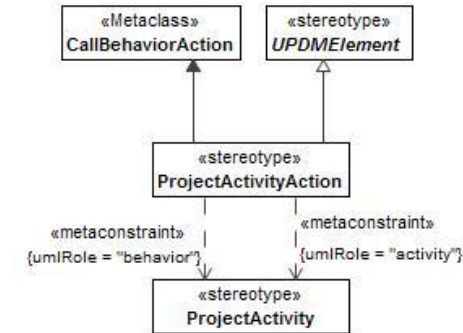 «Metaclass»
CallBehaviorAction
«stereotype»
UPDMElement
«stereotype»
ProjectActivityAction
«metaconstraint»
{umlRole = "behavior"}
«metaconstraint»
{umlRole = "activity"}
«stereotype»
ProjectActivity